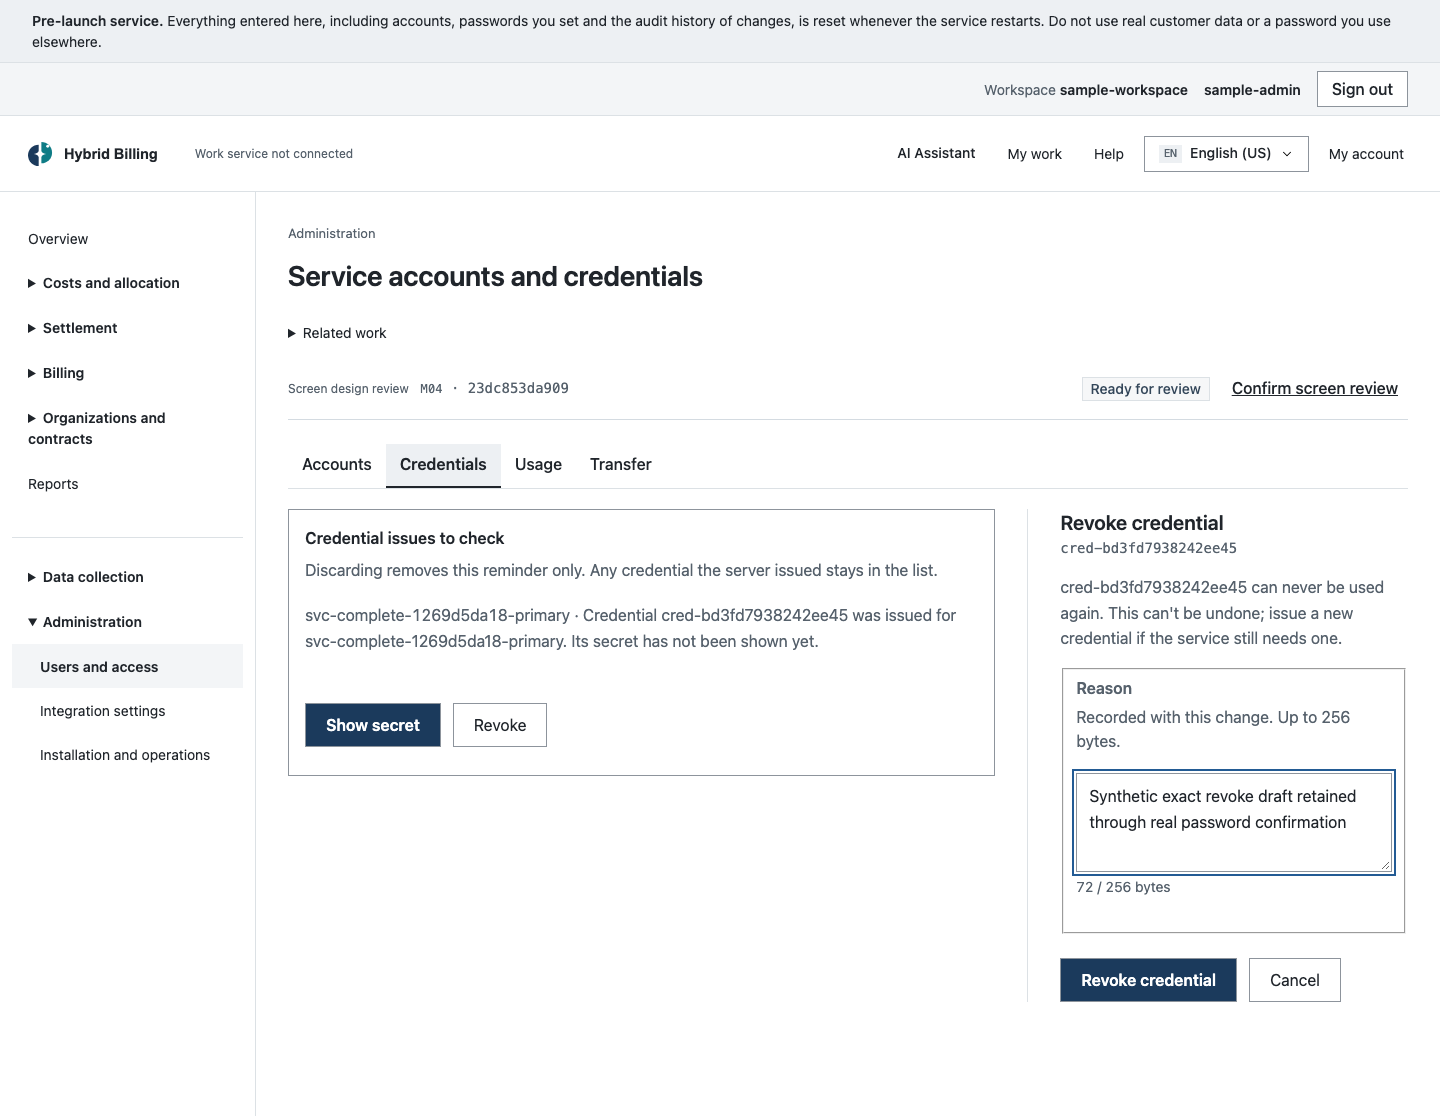 Pre-launch service. Everything entered here, including accounts, passwords you set and the audit history of changes, is reset whenever the service restarts. Do not use real customer data or a password you use
elsewhere.
Workspace sample-workspace sample-admin Sign out
Hybrid Billing Work service not connected AI Assistant My work Help EN English (US) My account
Overview
Costs and allocation
Settlement
Billing
Organizations and
contracts
Reports
Data collection
Administration
Users and access
Integration settings
Installation and operations
Administration
Service accounts and credentials
Related work
Screen design review M04 · 23dc853da909 Ready for review Confirm screen review
Accounts Credentials Usage Transfer
Credential issues to check
Discarding removes this reminder only. Any credential the server issued stays in the list.
svc-complete-1269d5da18-primary · Credential cred-bd3fd7938242ee45 was issued for
svc-complete-1269d5da18-primary. Its secret has not been shown yet.
Show secret Revoke
Revoke credential
cred-bd3fd7938242ee45
cred-bd3fd7938242ee45 can never be used
again. This can't be undone; issue a new
credential if the service still needs one.
Reason
Recorded with this change. Up to 256
bytes.
Synthetic exact revoke draft retained
through real password confirmation
72 / 256 bytes
Revoke credential Cancel